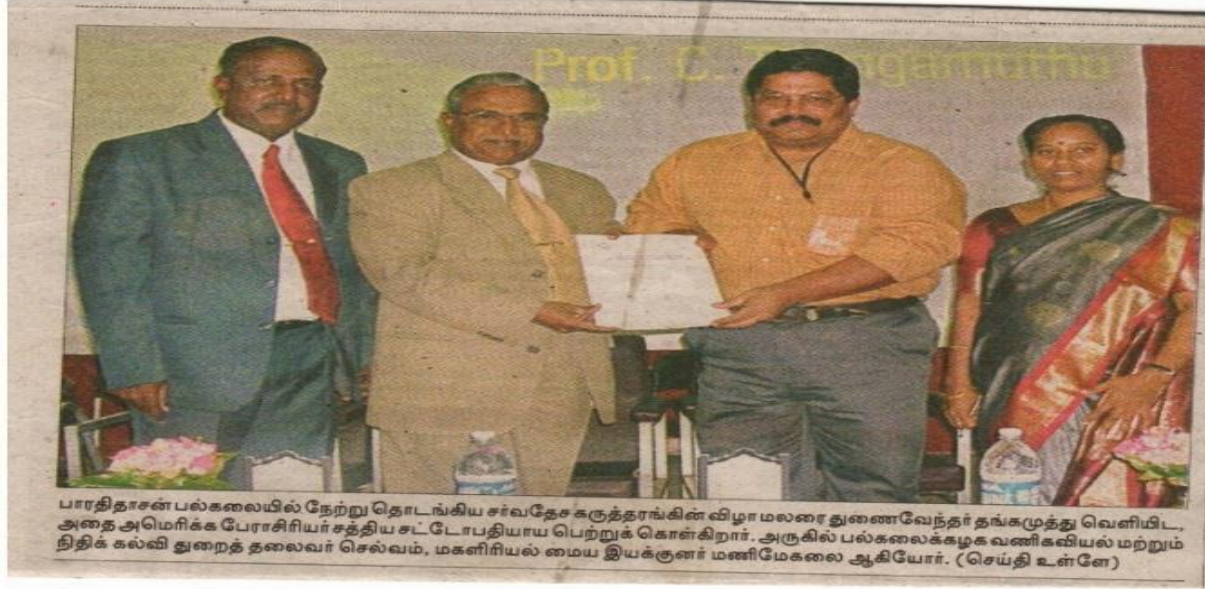 Prof. C. T ngamuthu
பாரதிதாசன் பல்கலையில் நேற்று தொடங்கிய சர்வதேச கருத்தரங்கின் விழா மலரை துணைவேந்தர் தங்கமுத்து வெளியிட,
அதை அமெரிக்க பேராசிரியர் சத்திய சட்டோபதியாய பெற்றுக் கொள்கிறார். அருகில் பல்கலைக்கழக வணிகவியல் மற்றும்
நிதிக் கல்வி துறைத் தலைவர் செல்வம், மகளிரியல் மைய இயக்குனர் மணிமேகலை ஆகியோர். (செய்தி உள்ளே)